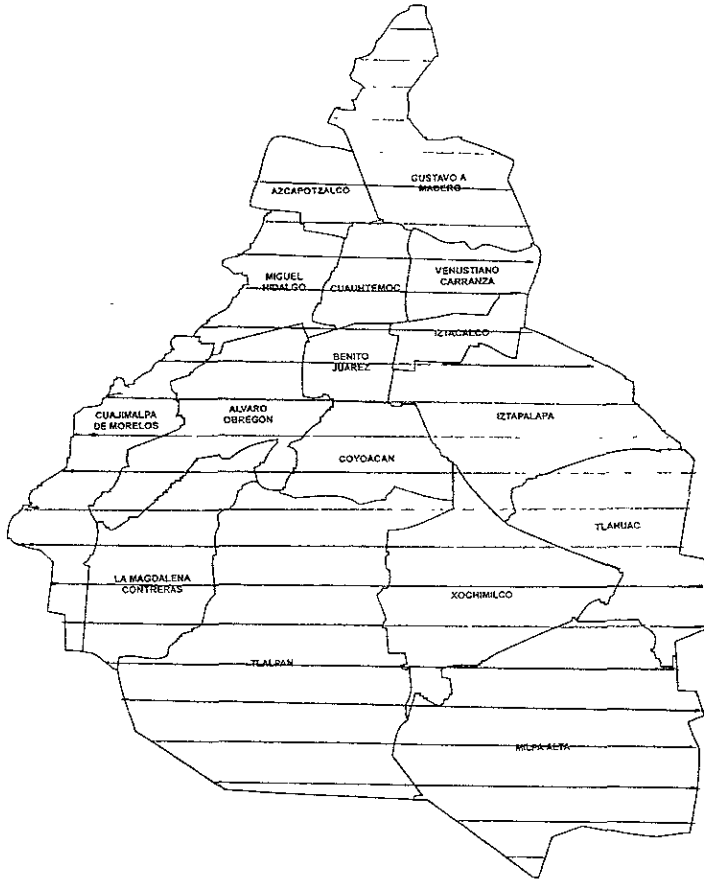 GUSTAVO A
MADERO
AZCAPOTZALCO
VENUSTIANO
CARRANZA
MIGUEL
HIDALGO
CUAUHTEMOC
IZTACALCO
BENITO
JUAREZ
CUAJIMALPA
DE MORELOS
ALVARO
OBREGON
IZTAPALAPA
COYOACAN
TLAHUAC
LA MAGDALENA
CONTRERAS
XOCHIMILCO
TLALPAN
MILPA ALTA